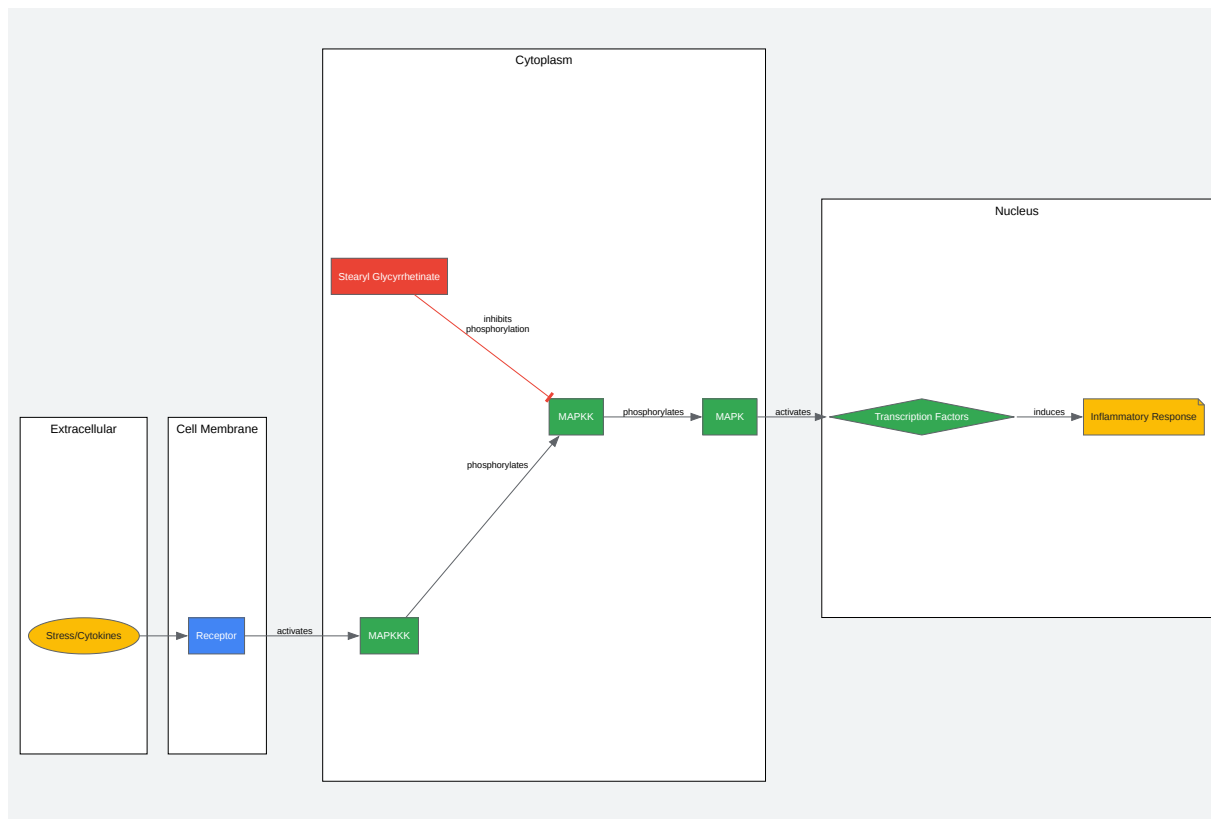 Cytoplasm
Nucleus
Stearyl Glycyrrhetinate
inhibits
phosphorylation
MAPKK
phosphorylates
MAPK
activates
Transcription Factors
induces
Inflammatory Response
Extracellular
Cell Membrane
phosphorylates
Stress/Cytokines
Receptor
activates
MAPKKK